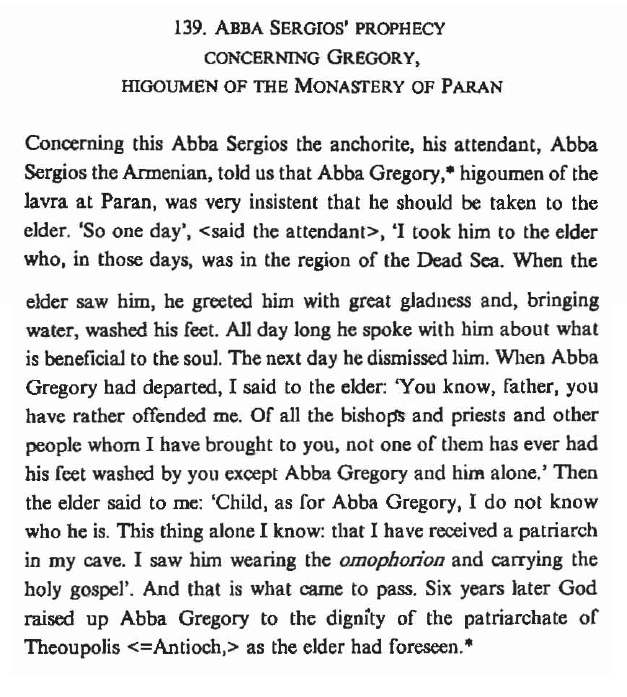 139. ABBA SERGIOS' PROPHECY
CONCERNING GREGORY,
HIGOUMEN OF THE MONASTERY OF PARAN
Concerning this Abba Sergios the anchorite, his attendant, Abba
Sergios the Armenian, told us that Abba Gregory,* higoumen of the
lavra at Paran, was very insistent that he should be taken to the
elder. 'So one day', <said the attendant>, 'I took him to the elder
who, in those days, was in the region of the Dead Sea. When the
elder saw him, he greeted him with great gladness and, bringing
water, washed his feet. All day long he spoke with him about what
is beneficial to the soul. The next day he dismissed him. When Abba
Gregory had departed, I said to the elder: 'You know, father, you
have rather offended me. Of all the bishops and priests and other
people whom I have brought to you, not one of them has ever had
his feet washed by you except Abba Gregory and him alone.' Then
the elder said to me: 'Child, as for Abba Gregory, I do not know
who he is. This thing alone I know: that I have received a patriarch
in my cave. I saw him wearing the omophorion and carrying the
holy gospel'. And that is what came to pass. Six years later God
raised up Abba Gregory to the dignity of the patriarchate of
Theoupolis <=Antioch,> as the elder had foreseen.*